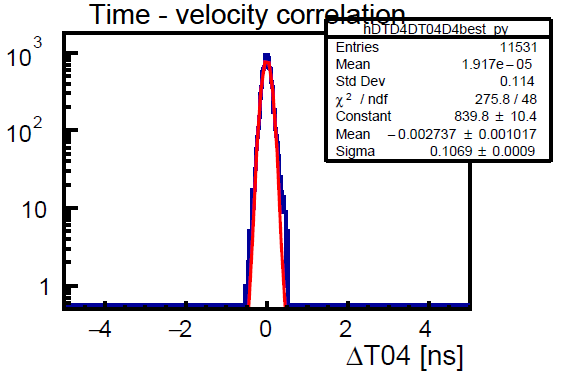 Time - velocity correlation
hDTD4DT04D4best_py
Entries 11531
Mean 1.917e−05
Std Dev 0.114
χ² / ndf 275.8 / 48
Constant 839.8 ± 10.4
Mean −0.002737 ± 0.001017
Sigma 0.1069 ± 0.0009
10³
10²
10
1
−4 −2 0 2 4
ΔT04 [ns]